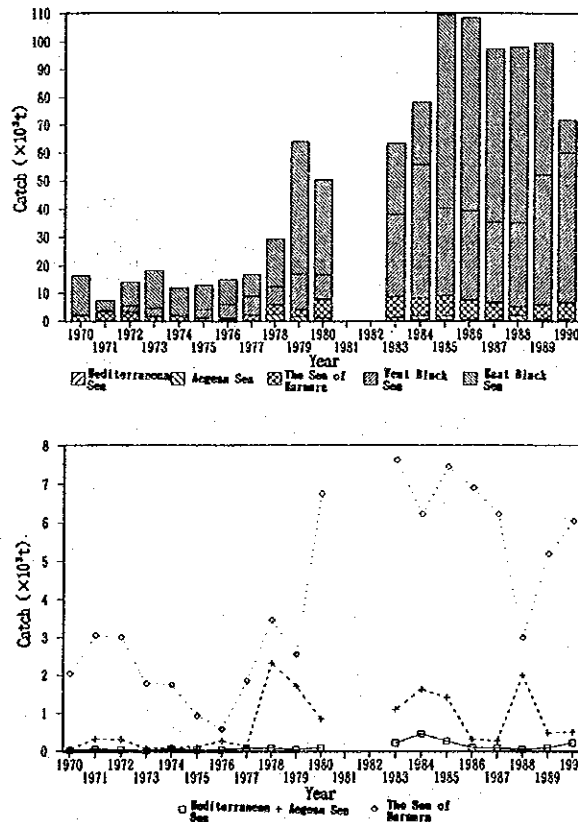 110
100
90
80
70
60
50
40
30
20
10
0
Catch (×10³t)
1970 1972 1974 1976 1978 1980 1982 1984 1986 1988 1990
1971 1973 1975 1977 1979 1981 1983 1985 1987 1989
Year
Mediterranean Sea Aegean Sea The Sea of Marmara West Black Sea East Black Sea
8
7
6
5
4
3
2
1
0
Catch (×10³t)
1970 1972 1974 1976 1978 1980 1982 1984 1986 1988 199
1971 1973 1975 1977 1979 1981 1983 1985 1987 1989
Year
Mediterranean Sea + Aegean Sea The Sea of Marmara